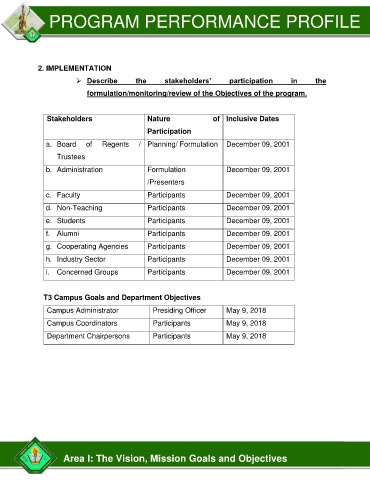 PROGRAM PERFORMANCE PROFILE
2. IMPLEMENTATION
➢ Describe the stakeholders' participation in the
formulation/monitoring/review of the Objectives of the program.
Stakeholders Nature of Inclusive Dates
Participation
a. Board of Regents / Planning/ Formulation December 09, 2001
Trustees
b. Administration Formulation December 09, 2001
/Presenters
c. Faculty Participants December 09, 2001
d. Non-Teaching Participants December 09, 2001
e. Students Participants December 09, 2001
f. Alumni Participants December 09, 2001
g. Cooperating Agencies Participants December 09, 2001
h. Industry Sector Participants December 09, 2001
i. Concerned Groups Participants December 09, 2001
T3 Campus Goals and Department Objectives
Campus Administrator Presiding Officer May 9, 2018
Campus Coordinators Participants May 9, 2018
Department Chairpersons Participants May 9, 2018
Area I: The Vision, Mission Goals and Objectives